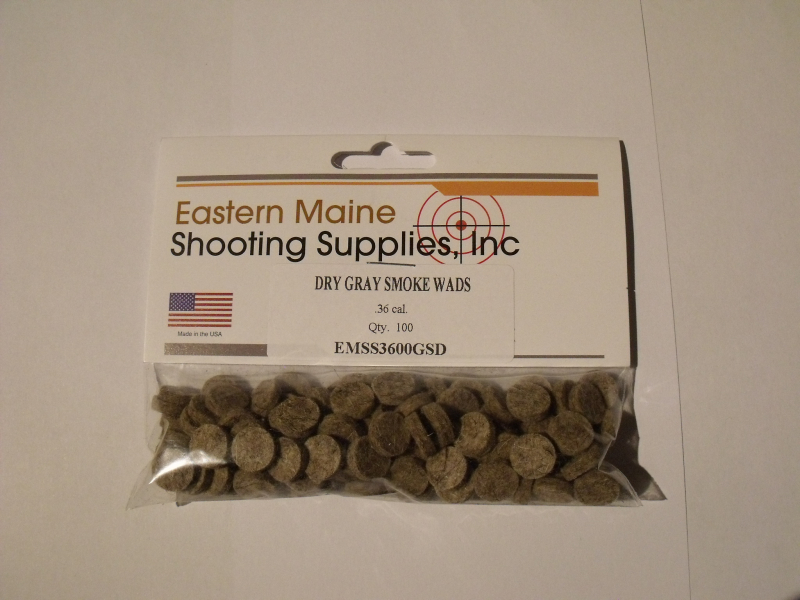 Eastern Maine
Shooting Supplies, Inc
DRY GRAY SMOKE WADS
.36 cal.
Made in the USA
Qty. 100
EMSS3600GSD